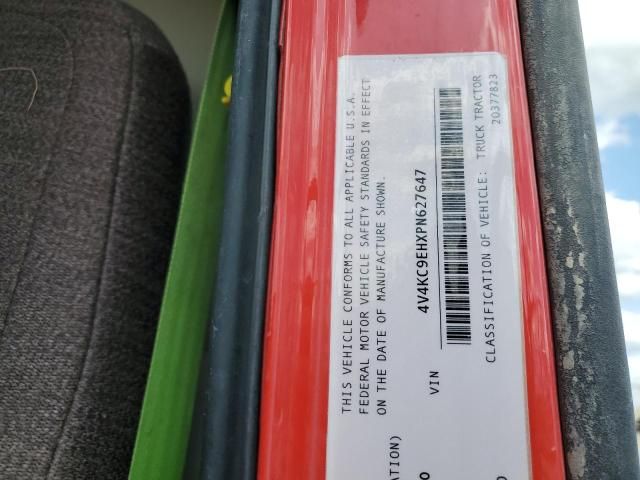 THIS VEHICLE CONFORMS TO ALL APPLICABLE U.S.A.
FEDERAL MOTOR VEHICLE SAFETY STANDARDS IN EFFECT
ON THE DATE OF MANUFACTURE SHOWN.
VIN 4V4KC9EHXPN627647
CLASSIFICATION OF VEHICLE: TRUCK TRACTOR
20377823
ATION)